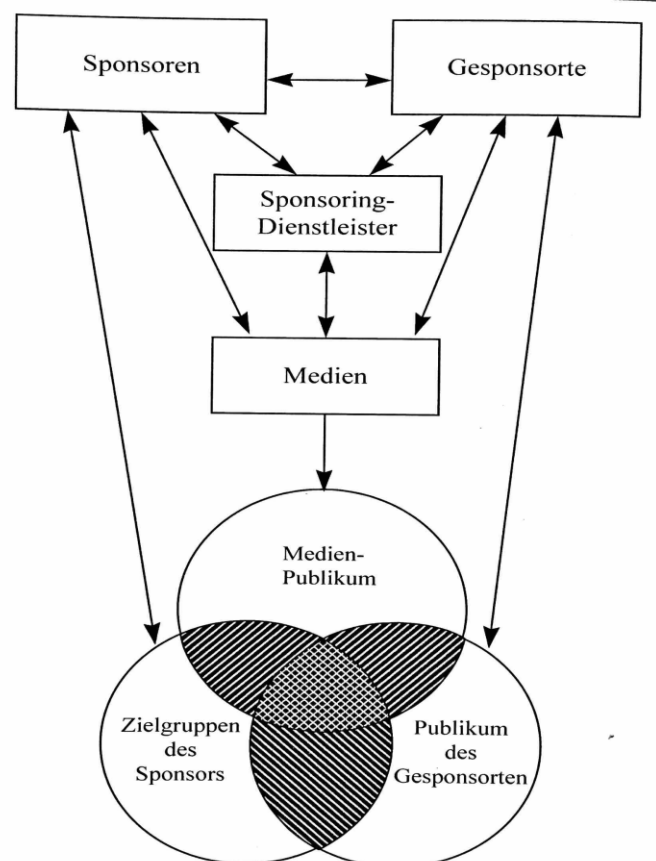 Sponsoren
Gesponsorte
Sponsoring-
Dienstleister
Medien
Medien-
Publikum
Zielgruppen
des
Sponsors
Publikum
des
Gesponsorten